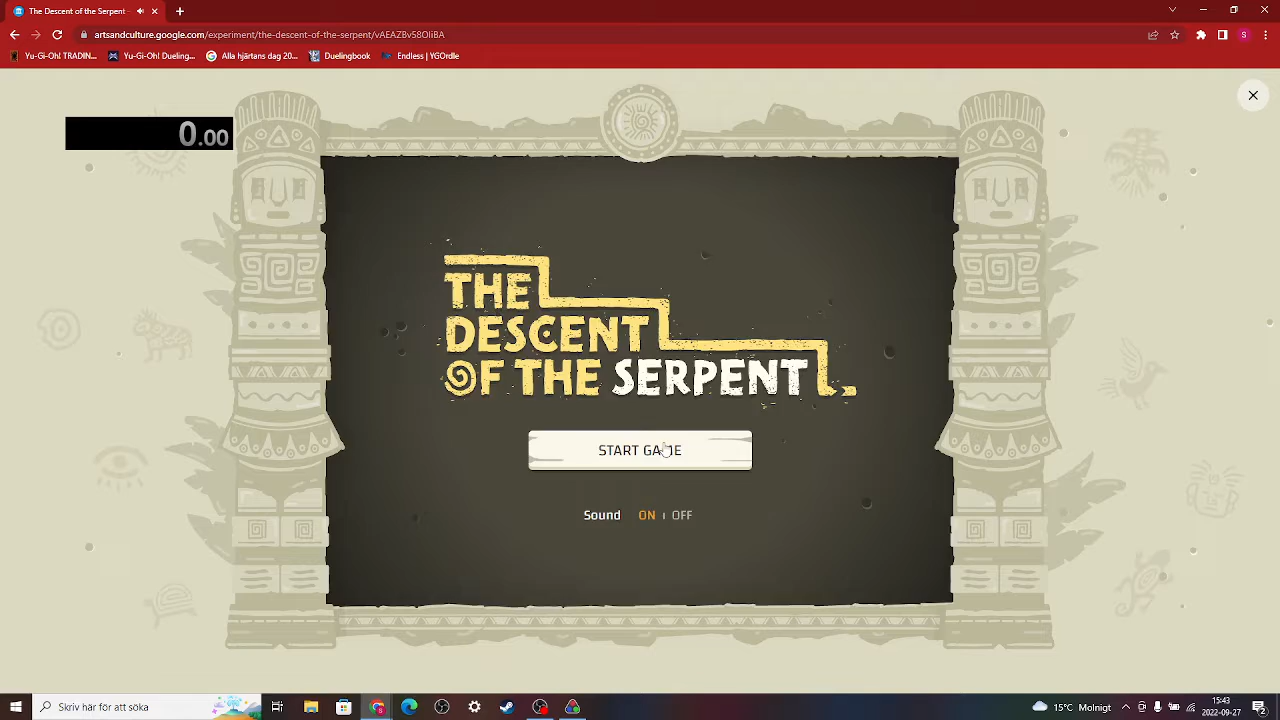 The Descent of the Serpent –
artsandculture.google.com/experiment/the-descent-of-the-serpent/vAEAZBv58OIiBA
S
Yu-Gi-Oh! TRADIN...
Yu-Gi-Oh! Dueling...
Alla hjärtans dag 20...
Duelingbook
Endless | YGOrdle
0.00
THE
DESCENT
OF THE SERPENT
START GAME
Sound ON OFF
Skriv här för att söka
15°C Molnigt
15:43
2022-09-27